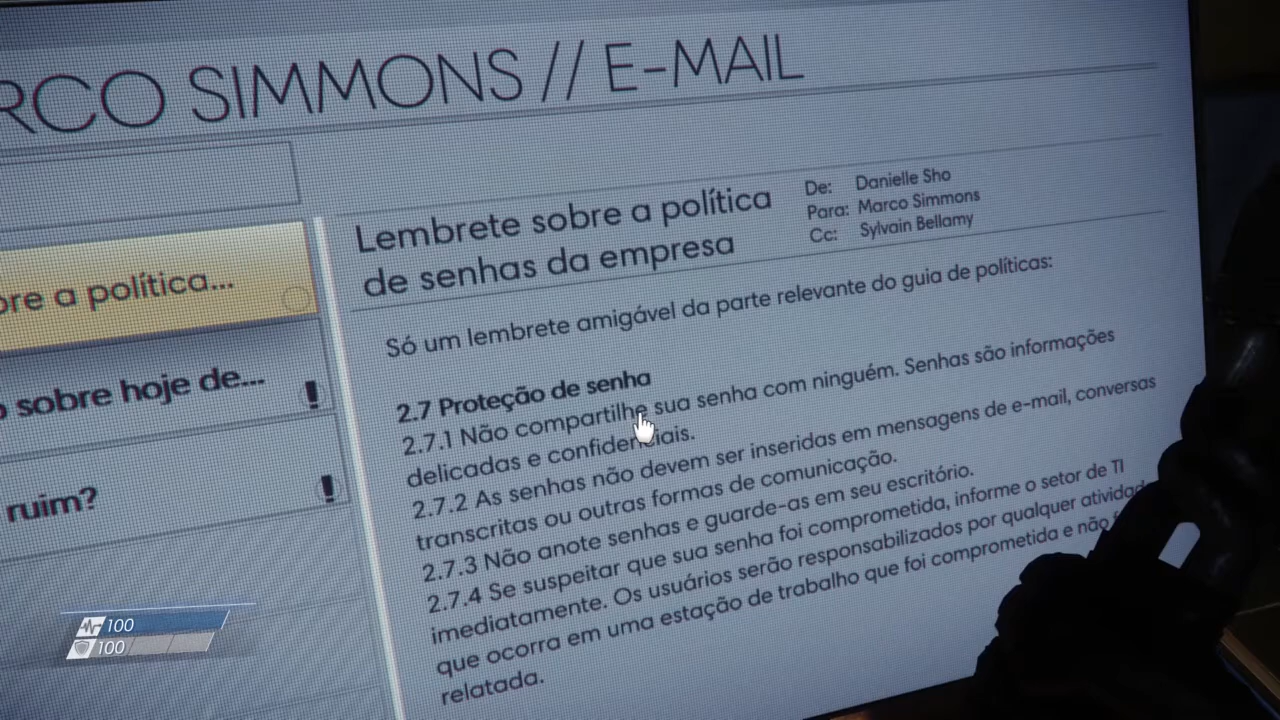 RCO SIMMONS // E-MAIL
Lembrete sobre a política
de senhas da empresa
De: Danielle Sho
Para: Marco Simmons
Cc: Sylvain Bellamy
bre a política...
sobre hoje de...
ruim?
Só um lembrete amigável da parte relevante do guia de políticas:
2.7 Proteção de senha
2.7.1 Não compartilhe sua senha com ninguém. Senhas são informações
delicadas e confidenciais.
2.7.2 As senhas não devem ser inseridas em mensagens de e-mail, conversas
transcritas ou outras formas de comunicação.
2.7.3 Não anote senhas e guarde-as em seu escritório.
2.7.4 Se suspeitar que sua senha foi comprometida, informe o setor de TI
imediatamente. Os usuários serão responsabilizados por qualquer atividad
que ocorra em uma estação de trabalho que foi comprometida e não
relatada.
100
100